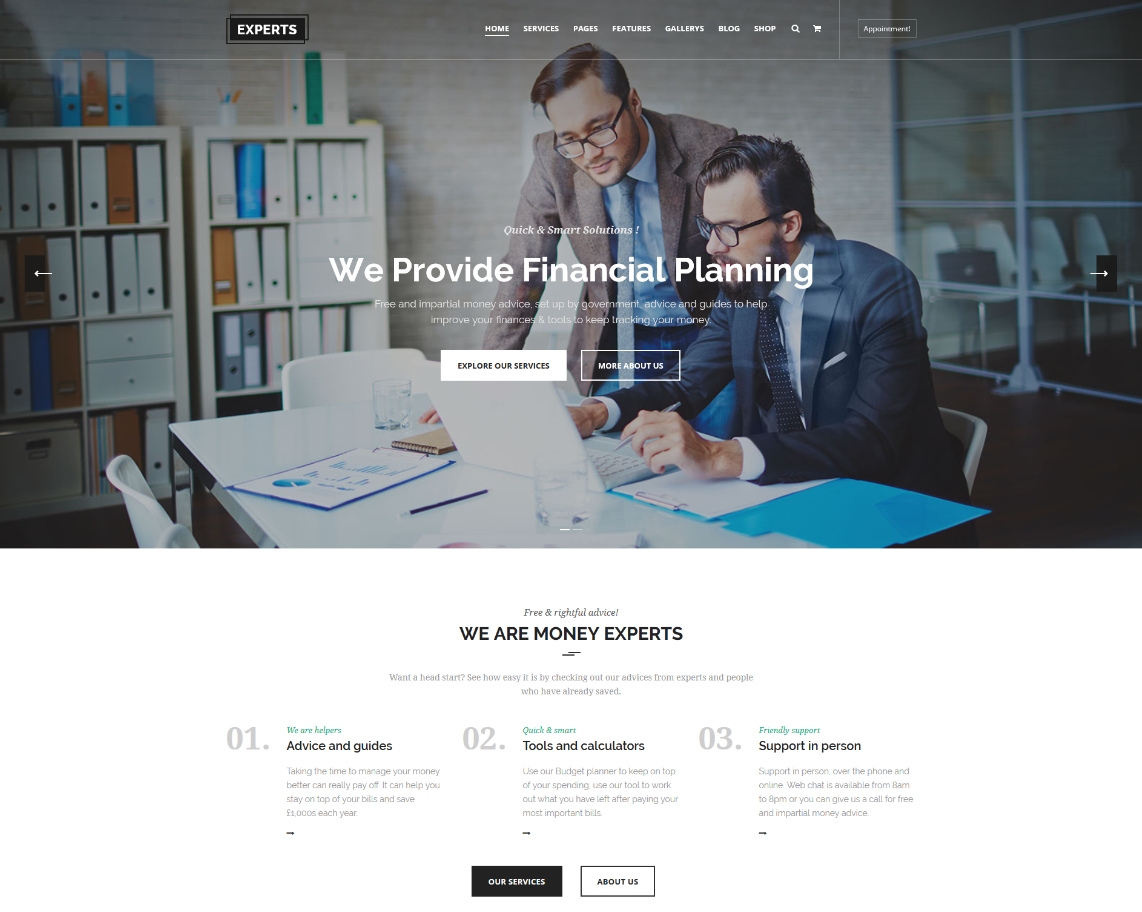 EXPERTS
HOME SERVICES PAGES FEATURES GALLERYS BLOG SHOP
Appointment!
Quick & Smart Solutions !
We Provide Financial Planning
Free and impartial money advice, set up by government, advice and guides to help
improve your finances & tools to keep tracking your money.
EXPLORE OUR SERVICES
MORE ABOUT US
Free & rightful advice!
WE ARE MONEY EXPERTS
Want a head start? See how easy it is by checking out our advices from experts and people
who have already saved.
01.
We are helpers
Advice and guides
Taking the time to manage your money
better can really pay off. It can help you
stay on top of your bills and save
£1,000s each year.
02.
Quick & smart
Tools and calculators
Use our Budget planner to keep on top
of your spending, use our tool to work
out what you have left after paying your
most important bills.
03.
Friendly support
Support in person
Support in person, over the phone and
online. Web chat is available from 8am
to 8pm or you can give us a call for free
and impartial money advice.
OUR SERVICES
ABOUT US